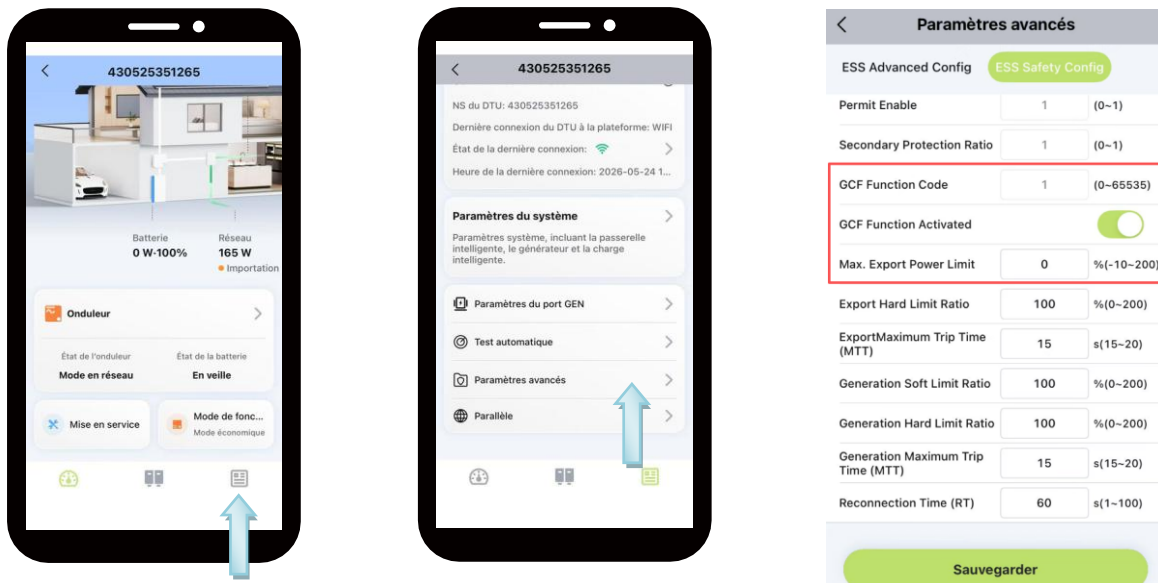 430525351265
Batterie
0 W-100%
Réseau
165 W
Importation
Onduleur
État de l'onduleur
Mode en réseau
État de la batterie
En veille
Mise en service
Mode de fonc...
Mode économique
430525351265
NS du DTU: 430525351265
Dernière connexion du DTU à la plateforme: WIFI
État de la dernière connexion:
Heure de la dernière connexion: 2026-05-24 1...
Paramètres du système
Paramètres système, incluant la passerelle
intelligente, le générateur et la charge
intelligente.
Paramètres du port GEN
Test automatique
Paramètres avancés
Parallèle
Paramètres avancés
ESS Advanced Config ESS Safety Config
Permit Enable 1 (0~1)
Secondary Protection Ratio 1 (0~1)
GCF Function Code 1 (0~65535)
GCF Function Activated
Max. Export Power Limit 0 %(-10~200)
Export Hard Limit Ratio 100 %(0~200)
ExportMaximum Trip Time
(MTT) 15 s(15~20)
Generation Soft Limit Ratio 100 %(0~200)
Generation Hard Limit Ratio 100 %(0~200)
Generation Maximum Trip
Time (MTT) 15 s(15~20)
Reconnection Time (RT) 60 s(1~100)
Sauvegarder